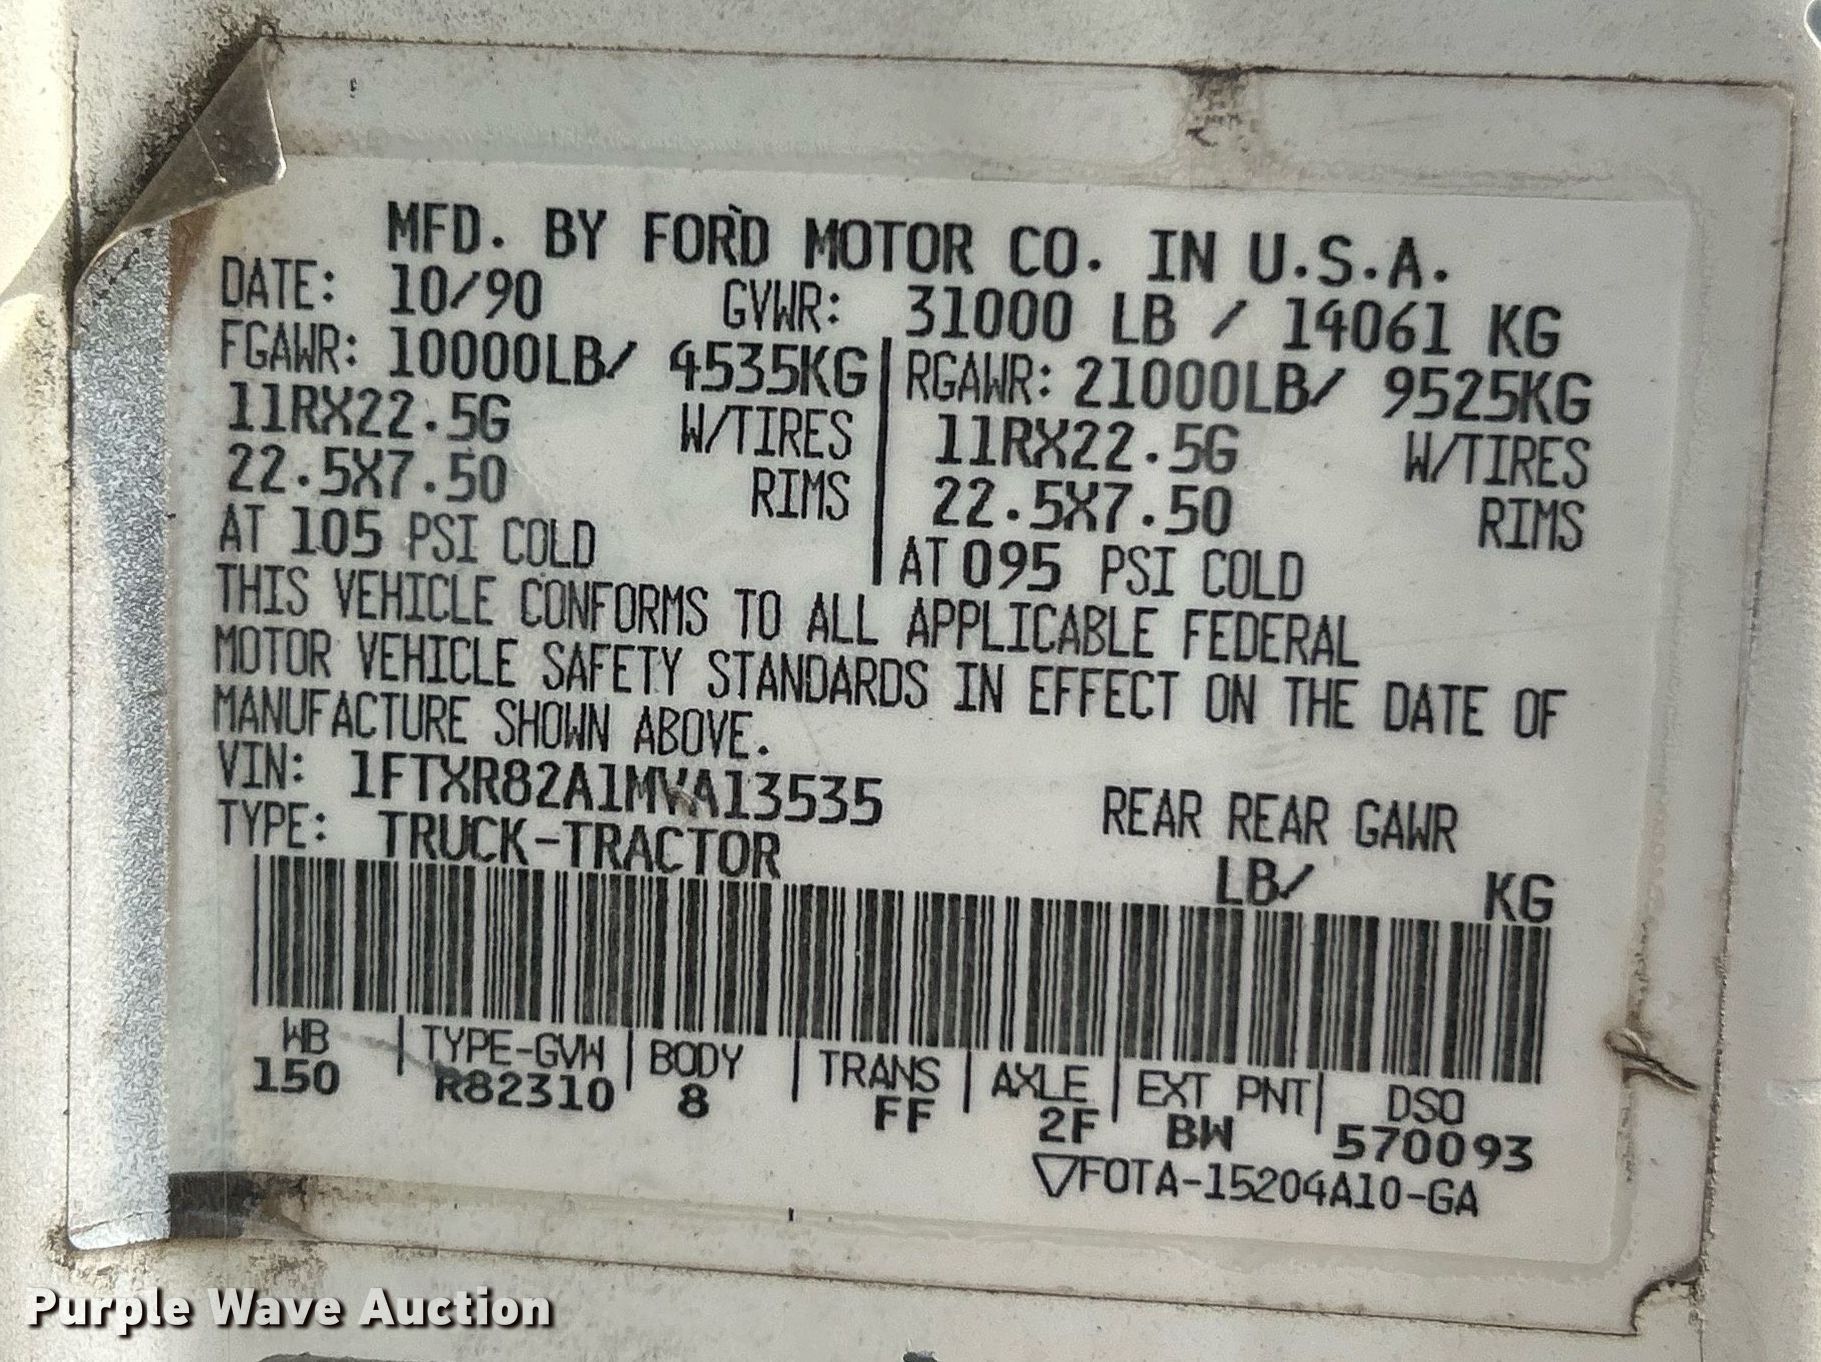 MFD. BY FORD MOTOR CO. IN U.S.A.
DATE: 10/90 GVWR: 31000 LB / 14061 KG
FGAWR: 10000LB/ 4535KG RGAWR: 21000LB/ 9525KG
11RX22.5G W/TIRES 11RX22.5G W/TIRES
22.5X7.50 RIMS 22.5X7.50 RIMS
AT 105 PSI COLD AT 095 PSI COLD
THIS VEHICLE CONFORMS TO ALL APPLICABLE FEDERAL
MOTOR VEHICLE SAFETY STANDARDS IN EFFECT ON THE DATE OF
MANUFACTURE SHOWN ABOVE.
VIN: 1FTXR82A1MVA13535 REAR REAR GAWR
TYPE: TRUCK-TRACTOR LB/ KG
WB TYPE-GVW BODY TRANS AXLE EXT PNT DSO
150 R82310 8 FF 2F BW 570093
▽FOTA-15204A10-GA
Purple Wave Auction